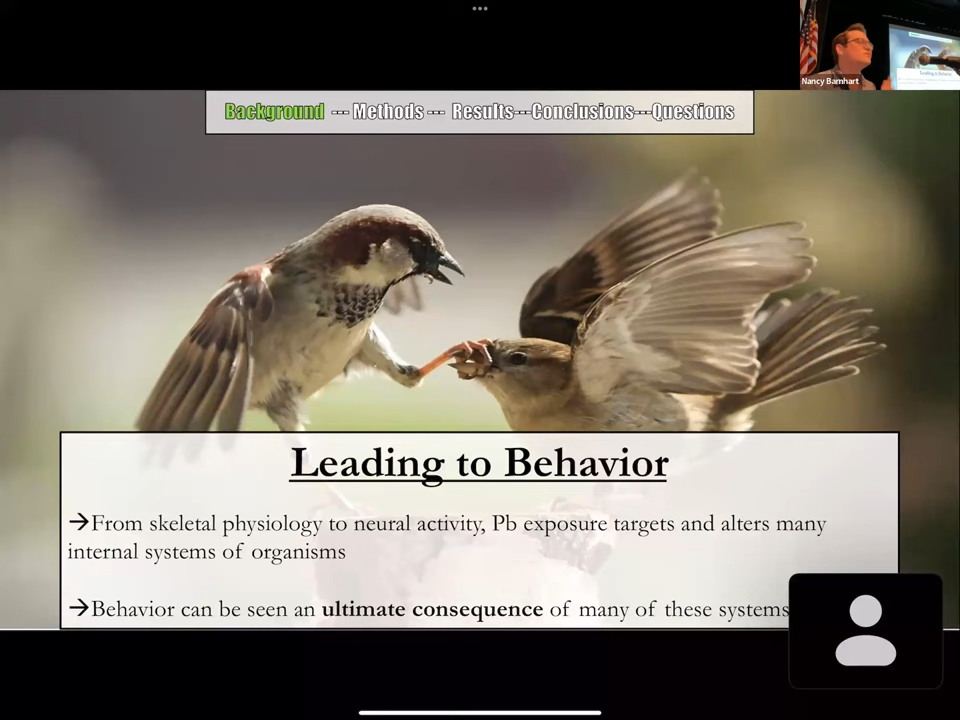 Nancy Barnhart
Background --- Methods --- Results---Conclusions---Questions
Leading to Behavior
→From skeletal physiology to neural activity, Pb exposure targets and alters many
internal systems of organisms
→Behavior can be seen an ultimate consequence of many of these systems